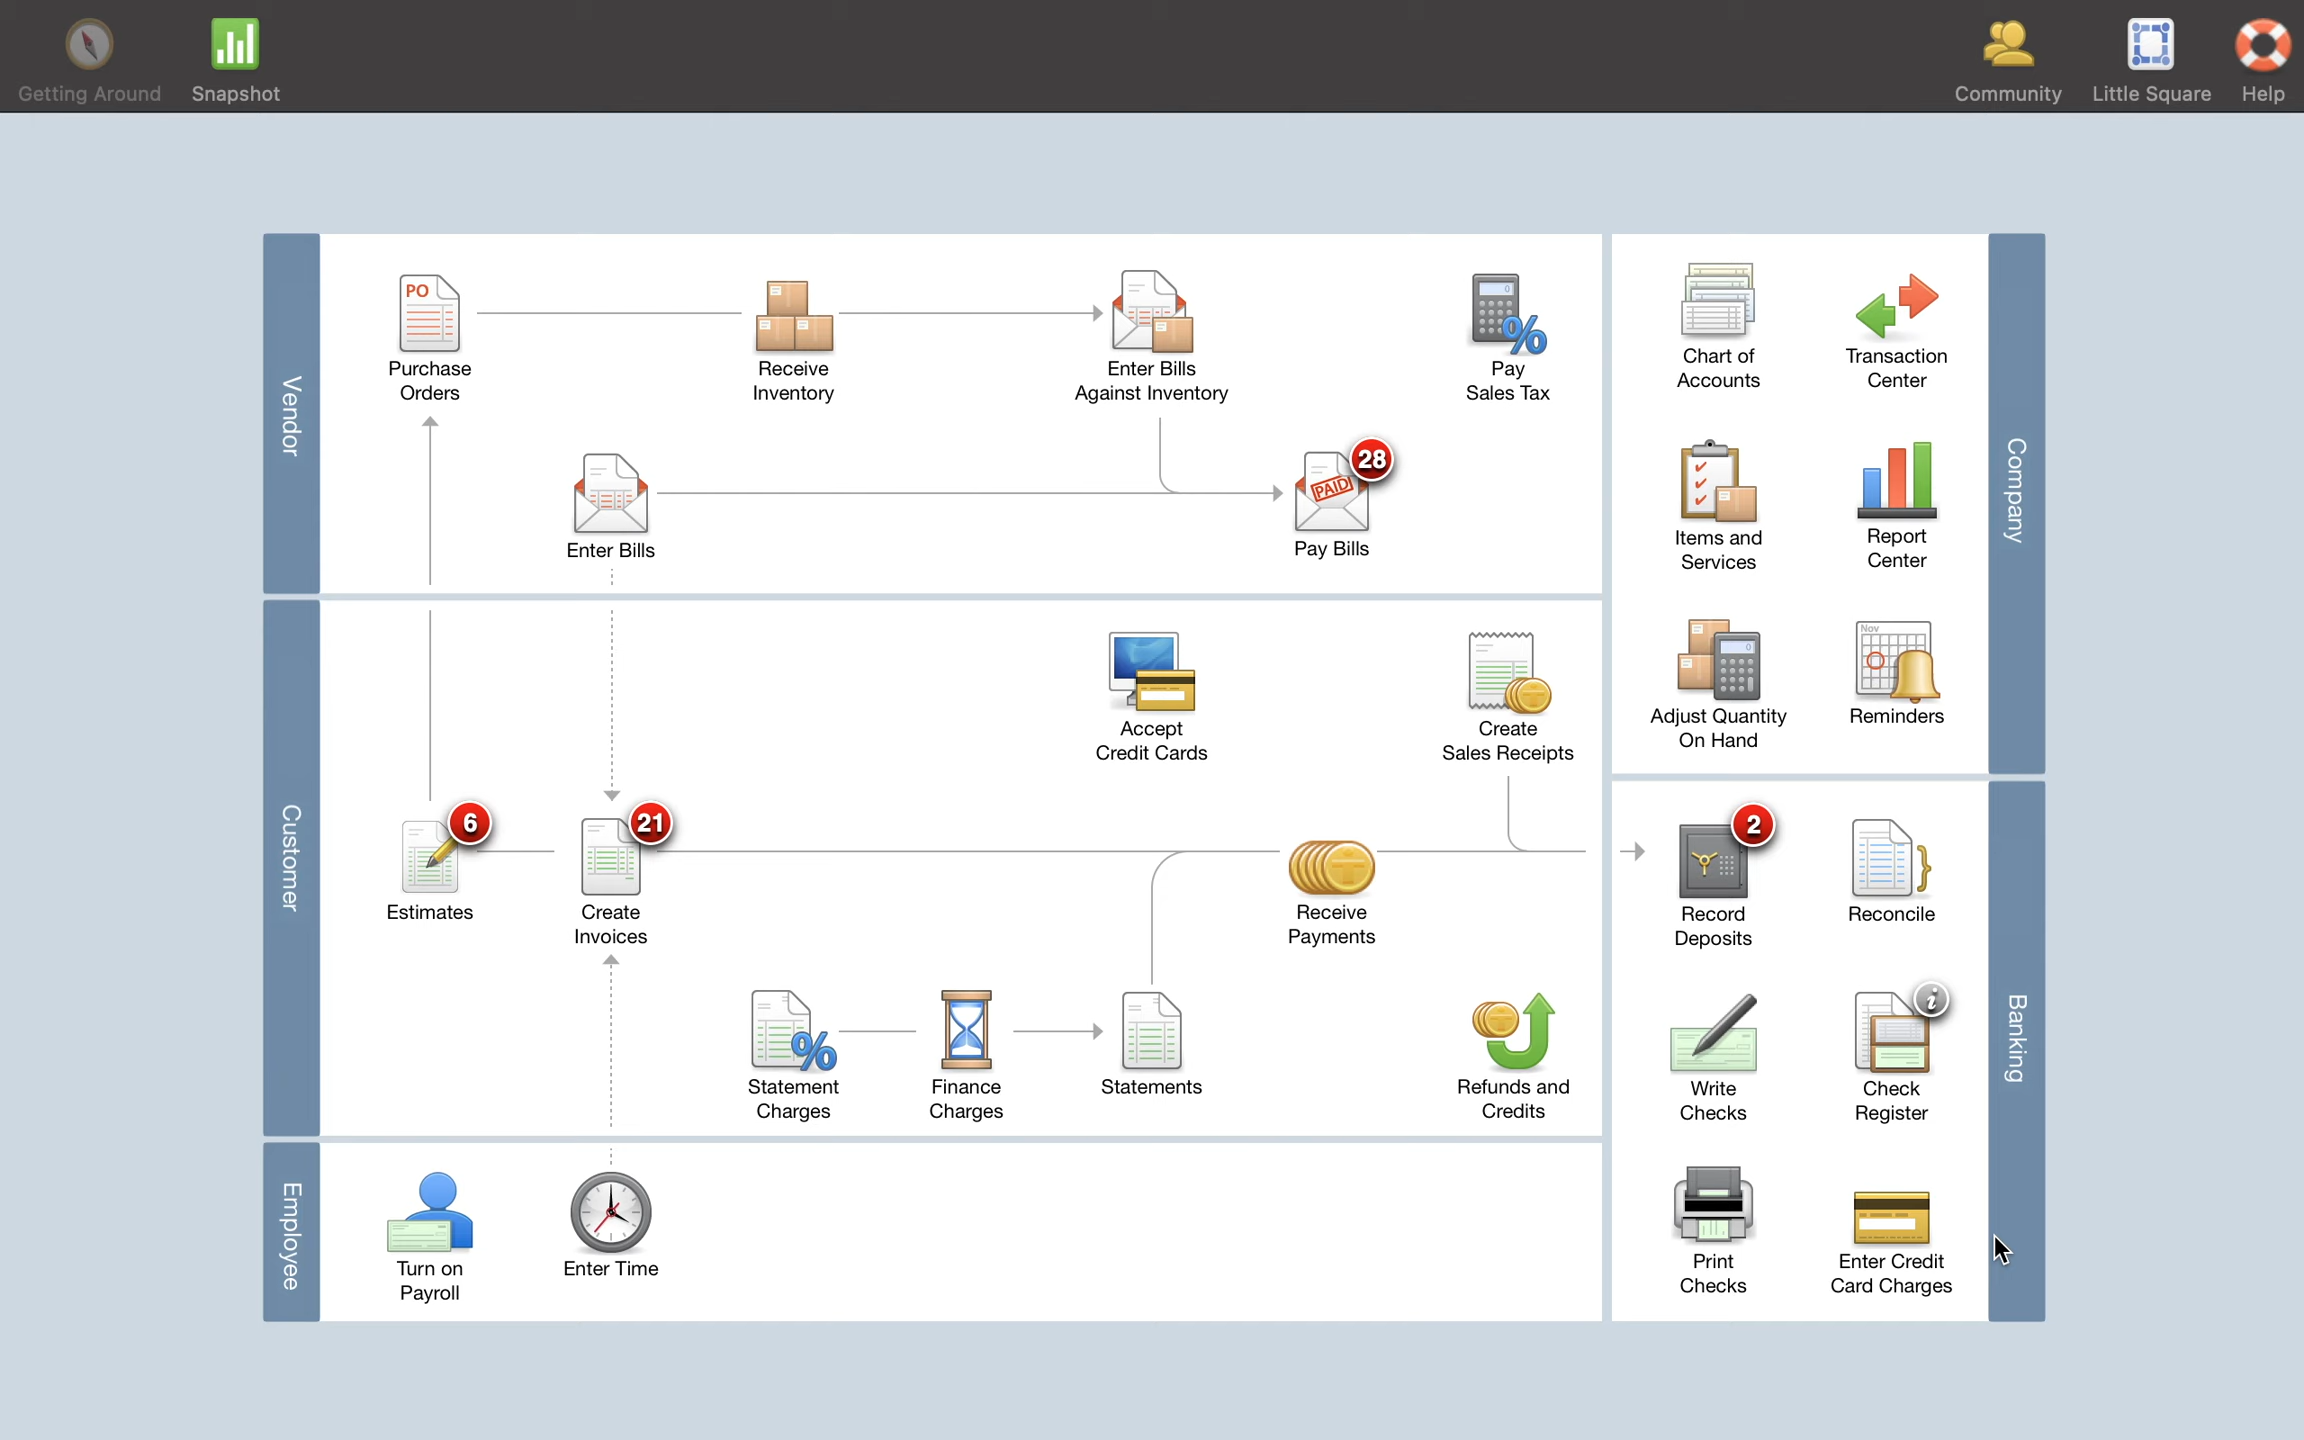 Getting Around
Snapshot
Community
Little Square
Help
Vendor
PO
Purchase
Orders
Receive
Inventory
Enter Bills
Against Inventory
0
%
Pay
Sales Tax
Enter Bills
PAID
28
Pay Bills
Customer
Accept
Credit Cards
Create
Sales Receipts
6
Estimates
21
Create
Invoices
Receive
Payments
%
Statement
Charges
Finance
Charges
Statements
Refunds and
Credits
Employee
Turn on
Payroll
Enter Time
Company
Chart of
Accounts
Transaction
Center
Items and
Services
Report
Center
0
Adjust Quantity
On Hand
Nov
Reminders
Banking
2
Record
Deposits
}
Reconcile
Write
Checks
i
Check
Register
Print
Checks
Enter Credit
Card Charges